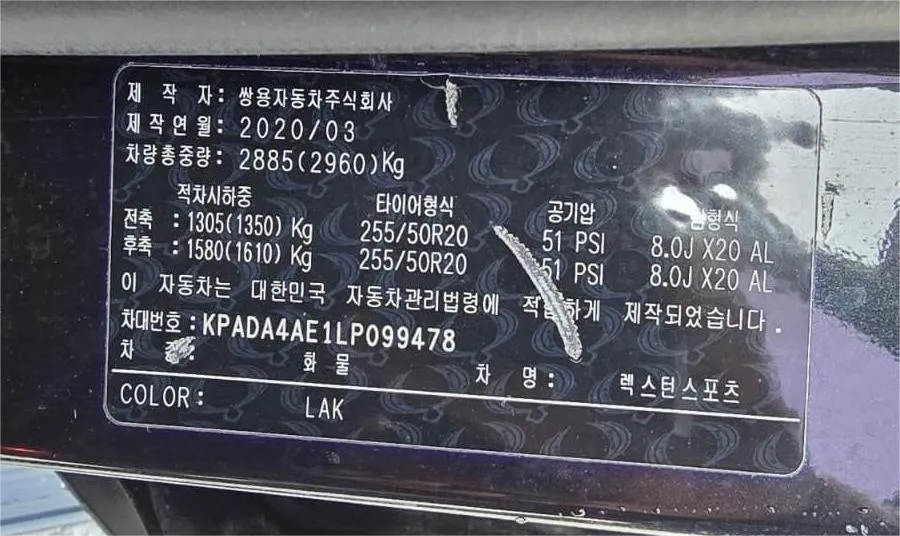 제 작 자: 쌍용자동차주식회사
제작연월: 2020/03
차량총중량: 2885(2960)Kg
적차시하중 타이어형식 공기압 형식
전축 : 1305(1350) Kg 255/50R20 51 PSI 8.0J X20 AL
후축 : 1580(1610) Kg 255/50R20 51 PSI 8.0J X20 AL
이 자동차는 대한민국 자동차관리법령에 적합하게 제작되었습니다.
차대번호 : KPADA4AE1LP099478
차 종: 화 물 차 명: 렉스턴스포츠
COLOR: LAK